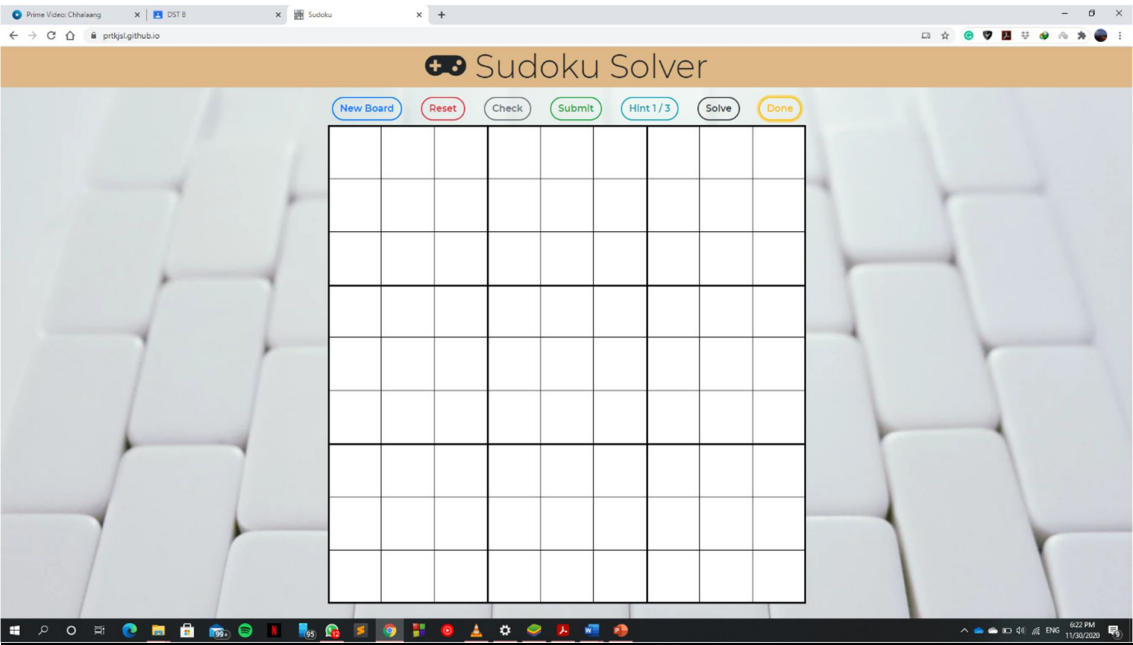 Prime Video: Chhalaang
DST B
Sudoku
prtkjsl.github.io
Sudoku Solver
New Board
Reset
Check
Submit
Hint 1 / 3
Solve
Done
99+
95
12
ENG
6:22 PM
11/30/2020